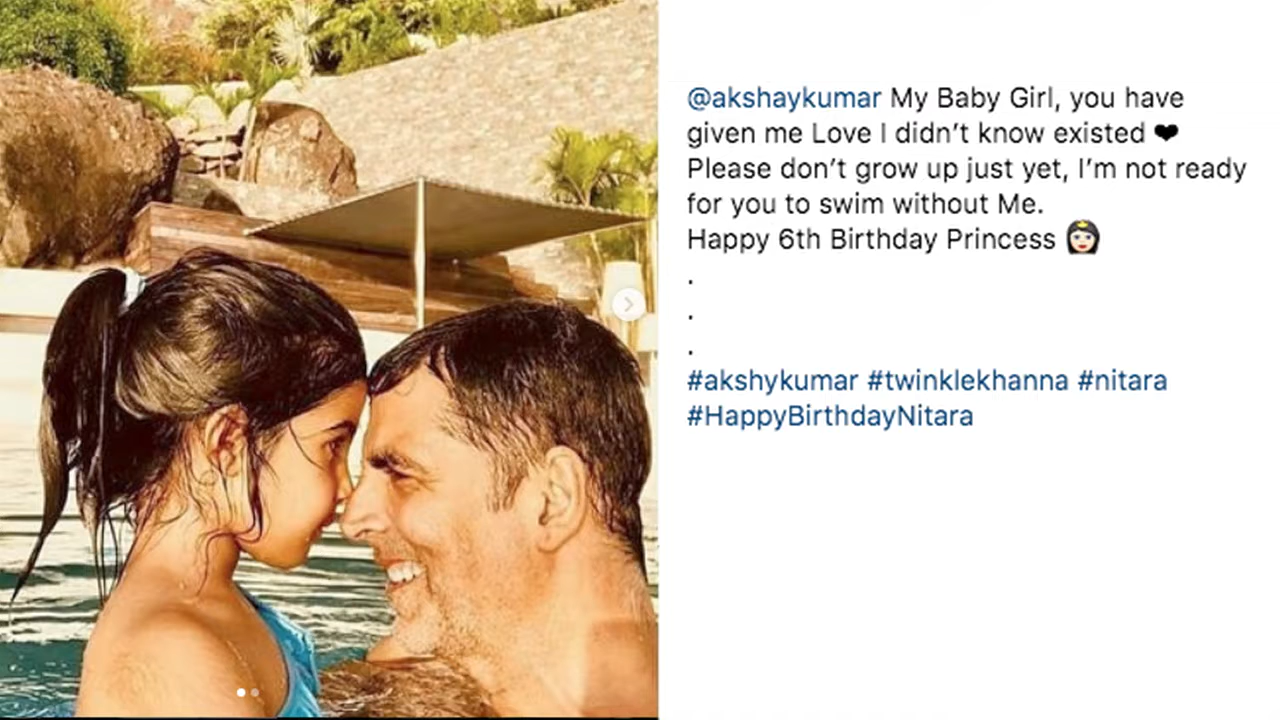 @akshaykumar My Baby Girl, you have
given me Love I didn’t know existed ❤
Please don’t grow up just yet, I’m not ready
for you to swim without Me.
Happy 6th Birthday Princess 👸🏻
.
.
.
#akshykumar #twinklekhanna #nitara
#HappyBirthdayNitara